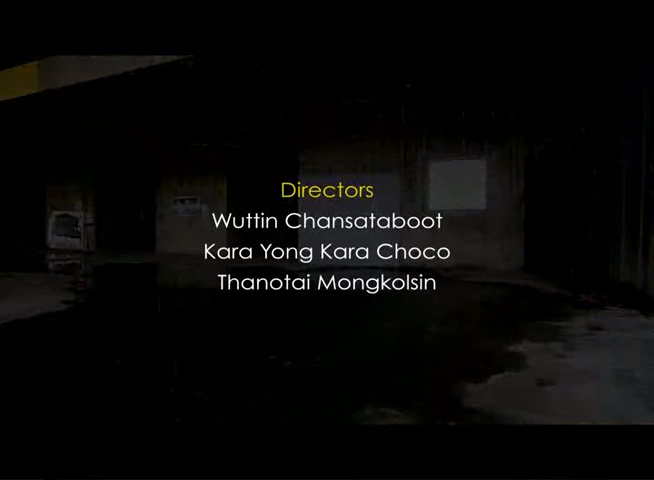 Directors
Wuttin Chansataboot
Kara Yong Kara Choco
Thanotai Mongkolsin